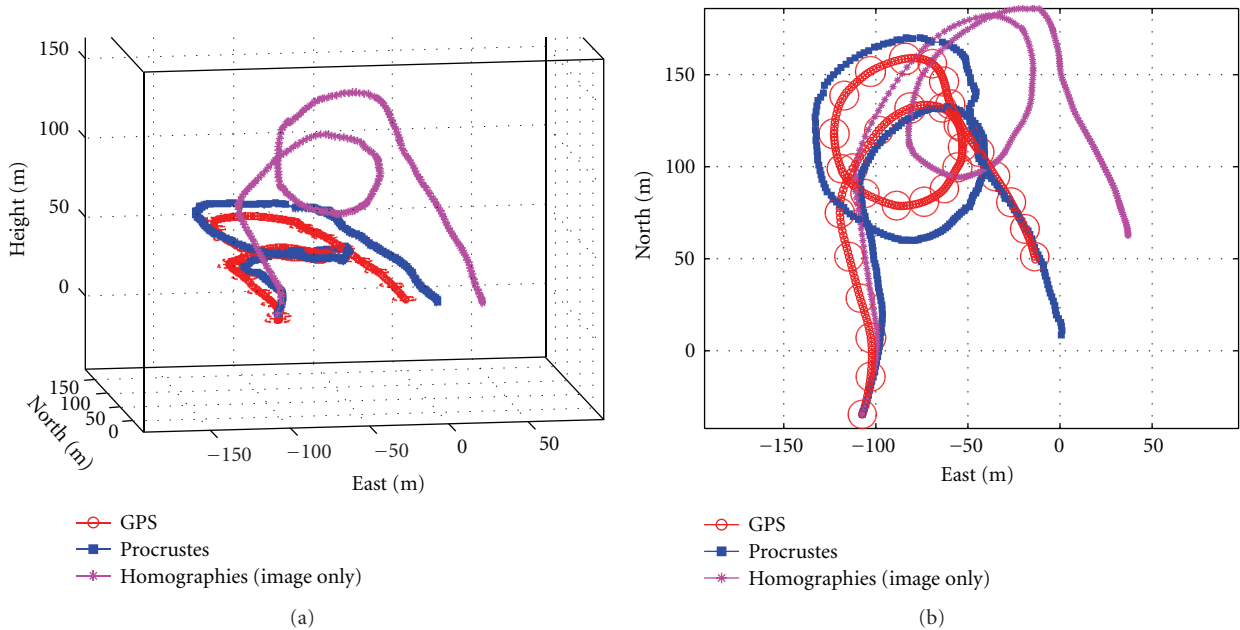 150
100
50
0
Height (m)
150
100
50
0
North (m)
−150
−100
−50
0
50
East (m)
GPS
Procrustes
Homographies (image only)
(a)
150
100
50
0
North (m)
−150
−100
−50
0
50
East (m)
GPS
Procrustes
Homographies (image only)
(b)